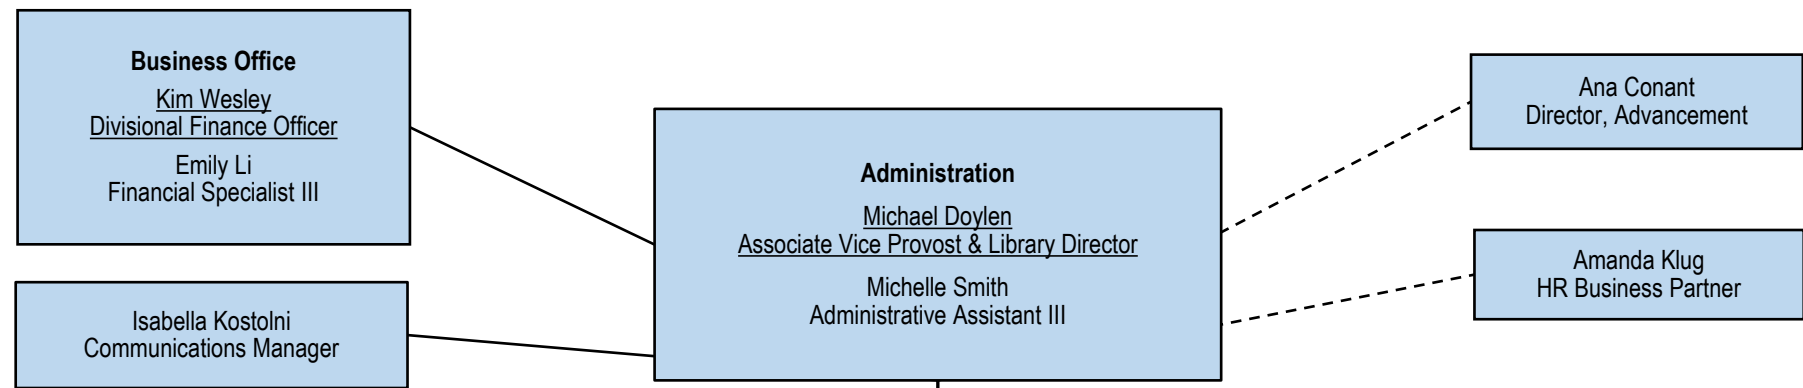 Business Office
Kim Wesley
Divisional Finance Officer
Emily Li
Financial Specialist III
Isabella Kostolni
Communications Manager
Administration
Michael Doylen
Associate Vice Provost & Library Director
Michelle Smith
Administrative Assistant III
Ana Conant
Director, Advancement
Amanda Klug
HR Business Partner